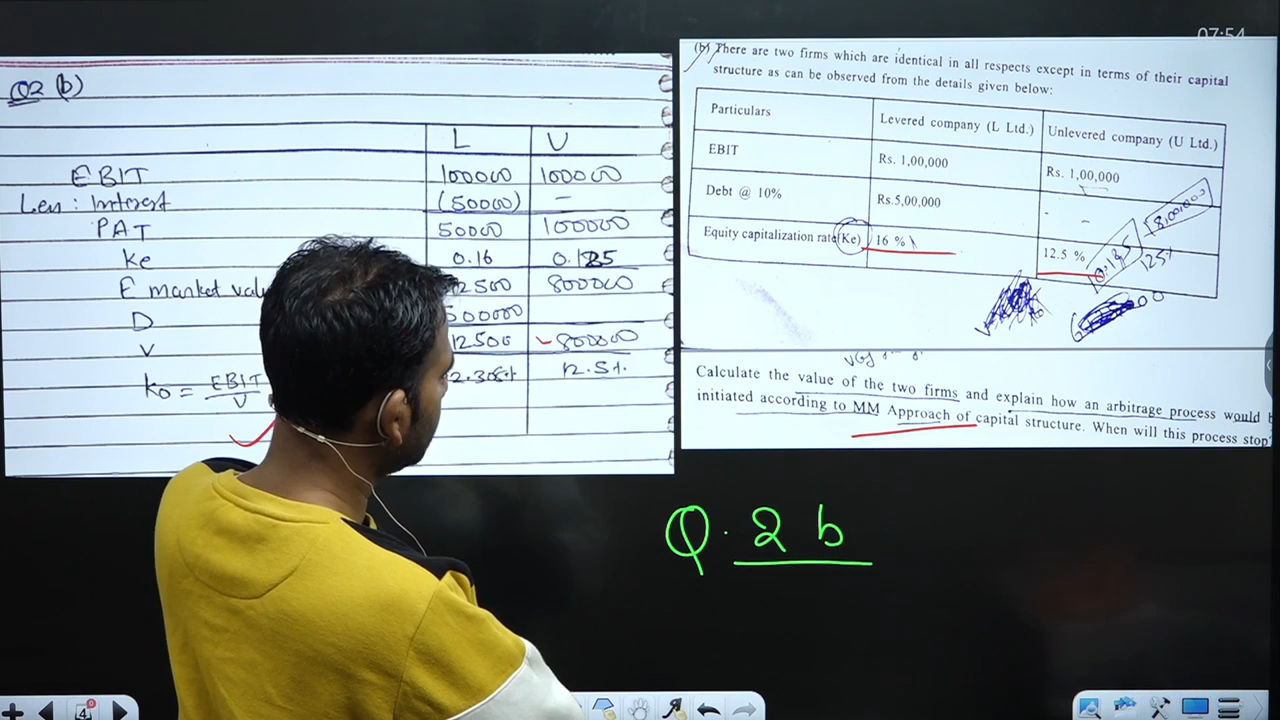 07:54
Q2 (b)
L U
EBIT 100000 100000
Less: Interest (50000) –
PAT 50000 100000
Ke 0.16 0.125
E market 12500 800000
D 500000
V 12500 800000
K0 = EBIT/V 2.305% 12.5%
(b) There are two firms which are identical in all respects except in terms of their capital
structure as can be observed from the details given below:
Particulars Levered company (L Ltd.) Unlevered company (U Ltd.)
EBIT Rs. 1,00,000 Rs. 1,00,000
Debt @ 10% Rs.5,00,000 -
Equity capitalization rate(Ke) 16 % 12.5 %
Calculate the value of the two firms and explain how an arbitrage process would
initiated according to MM Approach of capital structure. When will this process stop
Q. 2 b
4